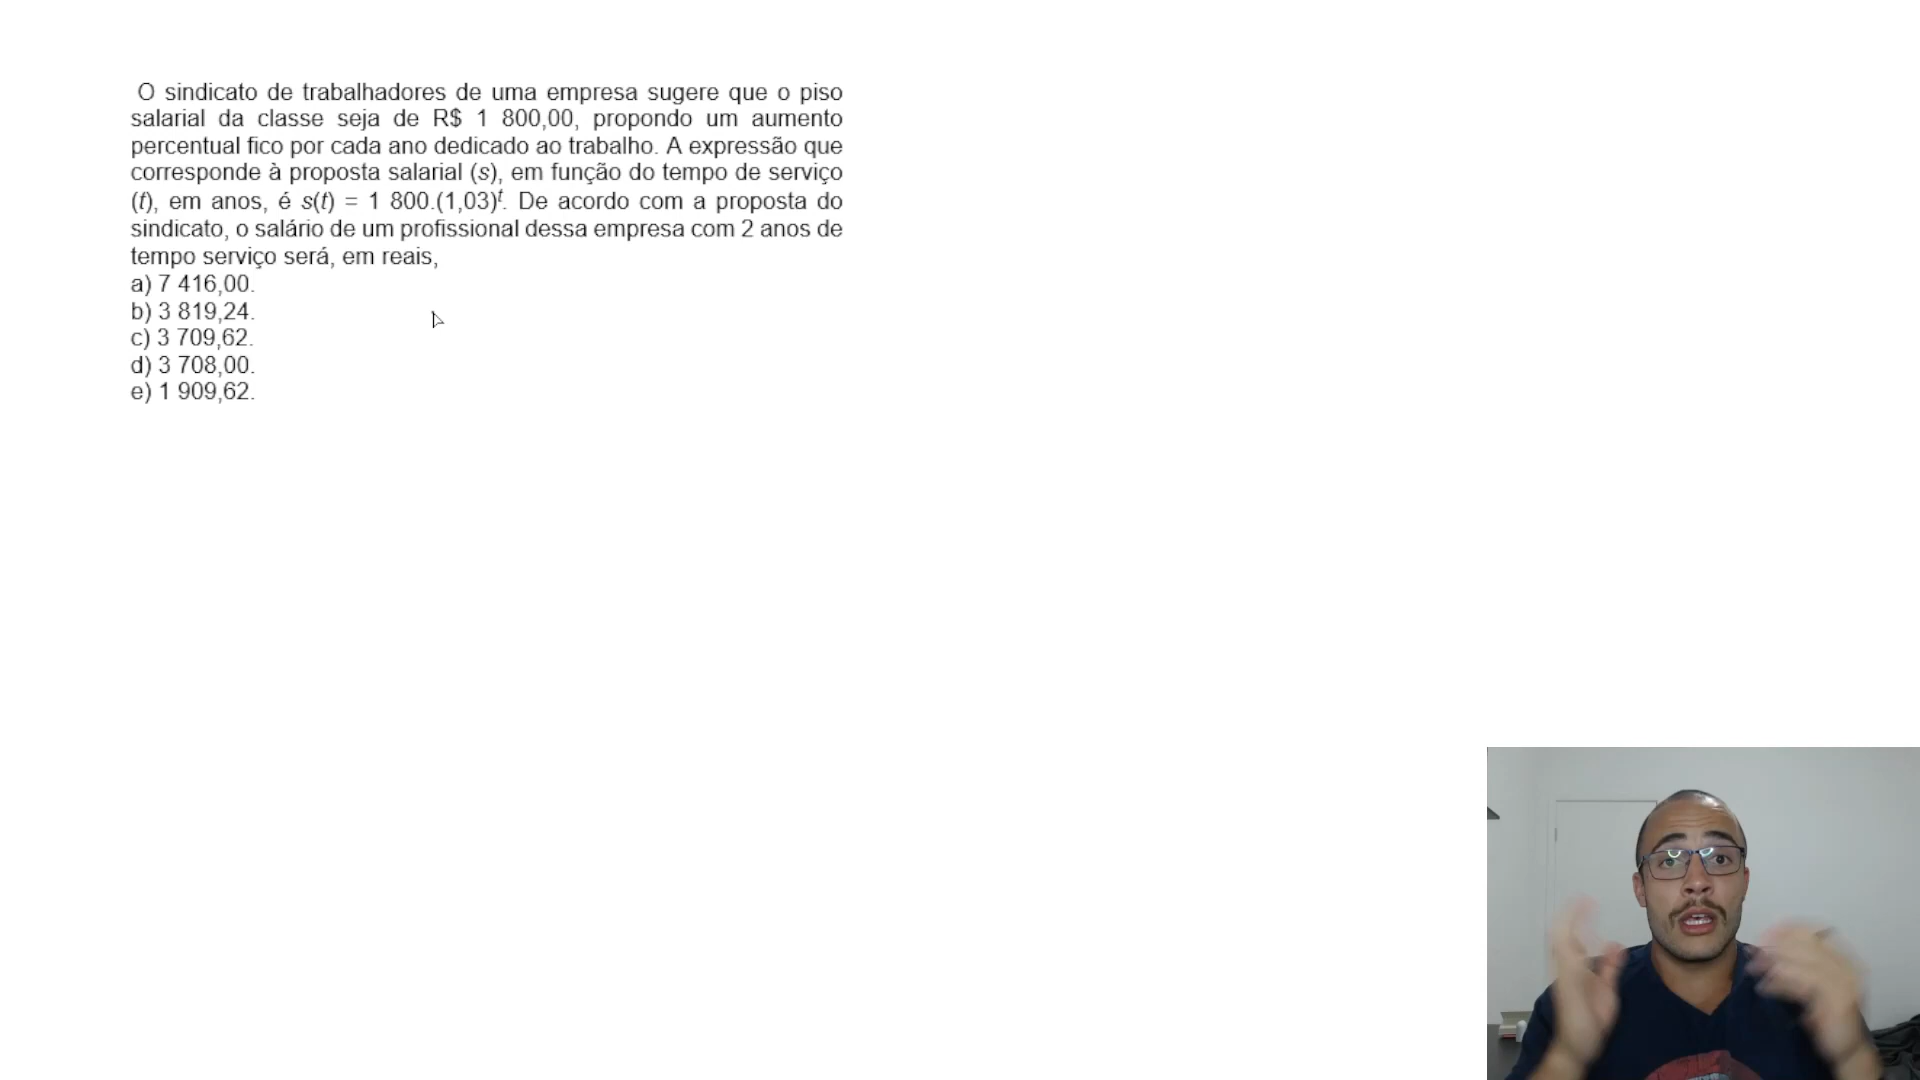 O sindicato de trabalhadores de uma empresa sugere que o piso
salarial da classe seja de R$ 1 800,00, propondo um aumento
percentual fico por cada ano dedicado ao trabalho. A expressão que
corresponde à proposta salarial (s), em função do tempo de serviço
(t), em anos, é s(t) = 1 800.(1,03)ᵗ. De acordo com a proposta do
sindicato, o salário de um profissional dessa empresa com 2 anos de
tempo serviço será, em reais,
a) 7 416,00.
b) 3 819,24.
c) 3 709,62.
d) 3 708,00.
e) 1 909,62.